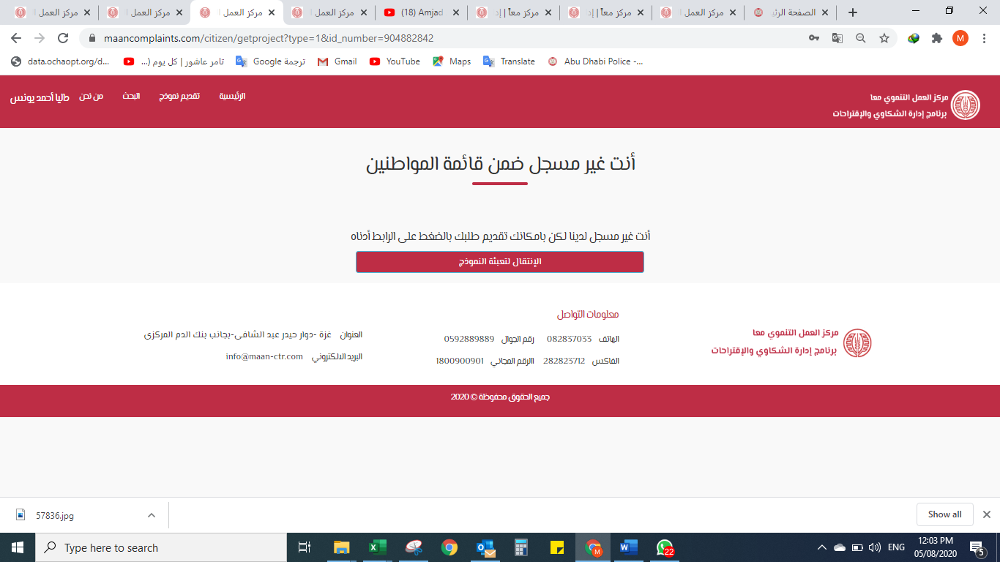 مركز العمل ا
مركز العمل ا
مركز العمل ا
مركز العمل ا
(18) Amjad
مركز معاً | إد
مركز معاً | إد
مركز العمل ا
الصفحة الرئي
maancomplaints.com/citizen/getproject?type=1&id_number=904882842
M
data.ochaopt.org/d...
تامر عاشور | كل يوم (...
ترجمة Google
Gmail
YouTube
Maps
Translate
Abu Dhabi Police -...
مركز العمل التنموي معا
برنامج إدارة الشكاوي والإقتراحات
الرئيسية
تقديم نموذج
البحث
من نحن
داليا أحمد يونس
أنت غير مسجل ضمن قائمة المواطنين
أنت غير مسجل لدينا لكن بامكانك تقديم طلبك بالضغط على الرابط أدناه
الإنتقال لتعبئة النموذج
مركز العمل التنموي معا
برنامج إدارة الشكاوي والإقتراحات
معلومات التواصل
الهاتف 082837033 رقم الجوال 0592889889
الفاكس 282823712 االرقم المجاني 1800900901
العنوان غزة -دوار حيدر عبد الشافي-بجانب بنك الدم المركزي
البريد الالكتروني info@maan-ctr.com
جميع الحقوق محفوظة © 2020
57836.jpg
Show all
Type here to search
M
22
ENG
12:03 PM
05/08/2020
5